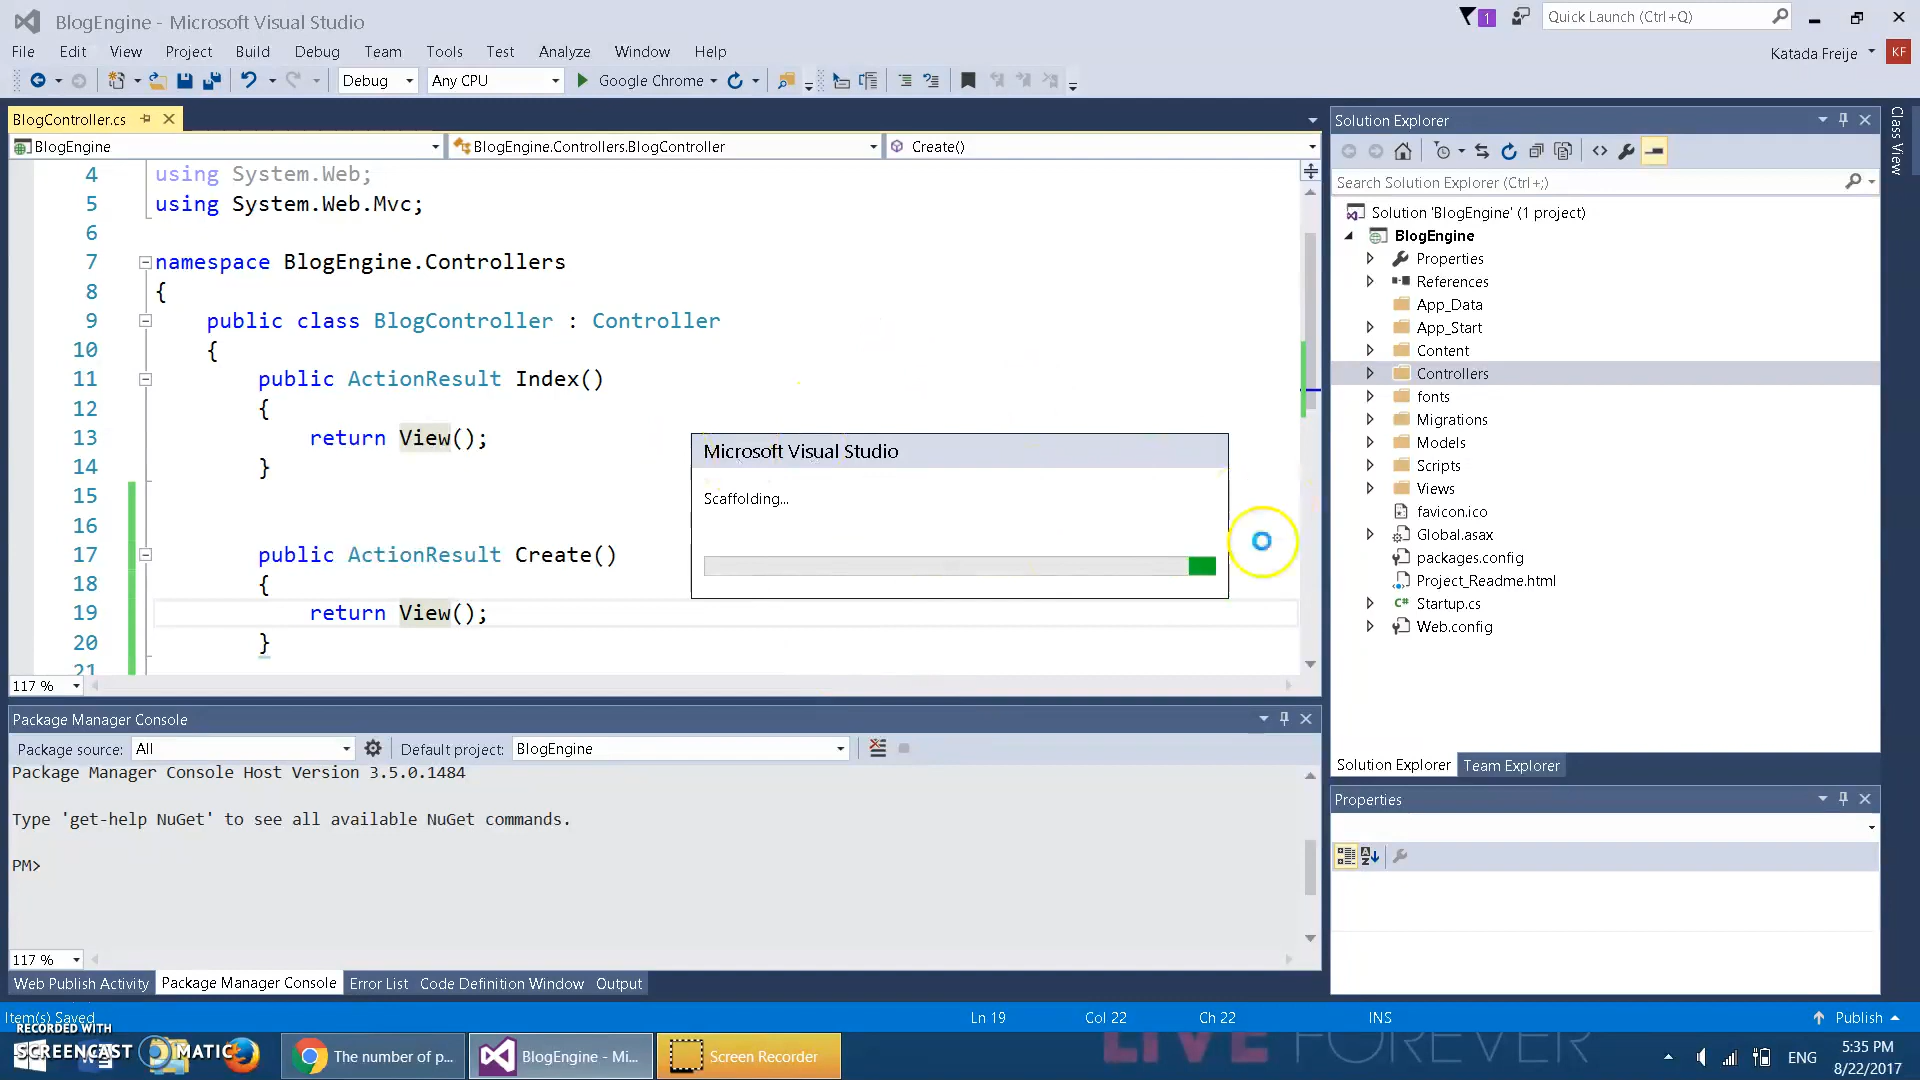 BlogEngine - Microsoft Visual Studio
1
Quick Launch (Ctrl+Q)
File Edit View Project Build Debug Team Tools Test Analyze Window Help
Katada Freije
KF
Debug Any CPU Google Chrome
BlogController.cs
BlogEngine BlogEngine.Controllers.BlogController Create()
4 using System.Web;
5 using System.Web.Mvc;
6
7 namespace BlogEngine.Controllers
8 {
9 public class BlogController : Controller
10 {
11 public ActionResult Index()
12 {
13 return View();
14 }
15
16
17 public ActionResult Create()
18 {
19 return View();
20 }
21
117 %
Microsoft Visual Studio
Scaffolding...
Solution Explorer
Search Solution Explorer (Ctrl+;)
Solution 'BlogEngine' (1 project)
BlogEngine
Properties
References
App_Data
App_Start
Content
Controllers
fonts
Migrations
Models
Scripts
Views
favicon.ico
Global.asax
packages.config
Project_Readme.html
C# Startup.cs
Web.config
Solution Explorer Team Explorer
Properties
Class View
Package Manager Console
Package source: All Default project: BlogEngine
Package Manager Console Host Version 3.5.0.1484
Type 'get-help NuGet' to see all available NuGet commands.
PM>
117 %
Web Publish Activity Package Manager Console Error List Code Definition Window Output
Item(s) Saved Ln 19 Col 22 Ch 22 INS Publish
RECORDED WITH
SCREENCAST MATIC
The number of p...
BlogEngine - Mi...
Screen Recorder
LIVE FOREVER
ENG
5:35 PM
8/22/2017